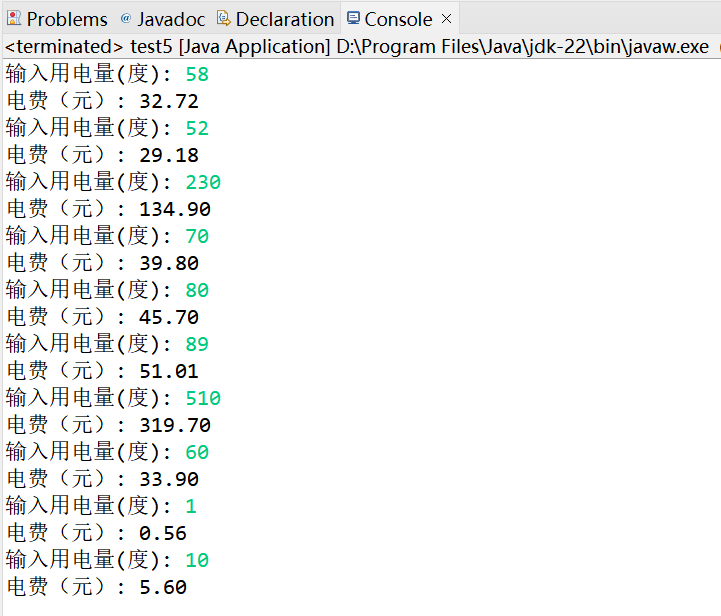 Problems @ Javadoc Declaration Console ×
<terminated> test5 [Java Application] D:\Program Files\Java\jdk-22\bin\javaw.exe (
输入用电量(度): 58
电费（元）: 32.72
输入用电量(度): 52
电费（元）: 29.18
输入用电量(度): 230
电费（元）: 134.90
输入用电量(度): 70
电费（元）: 39.80
输入用电量(度): 80
电费（元）: 45.70
输入用电量(度): 89
电费（元）: 51.01
输入用电量(度): 510
电费（元）: 319.70
输入用电量(度): 60
电费（元）: 33.90
输入用电量(度): 1
电费（元）: 0.56
输入用电量(度): 10
电费（元）: 5.60